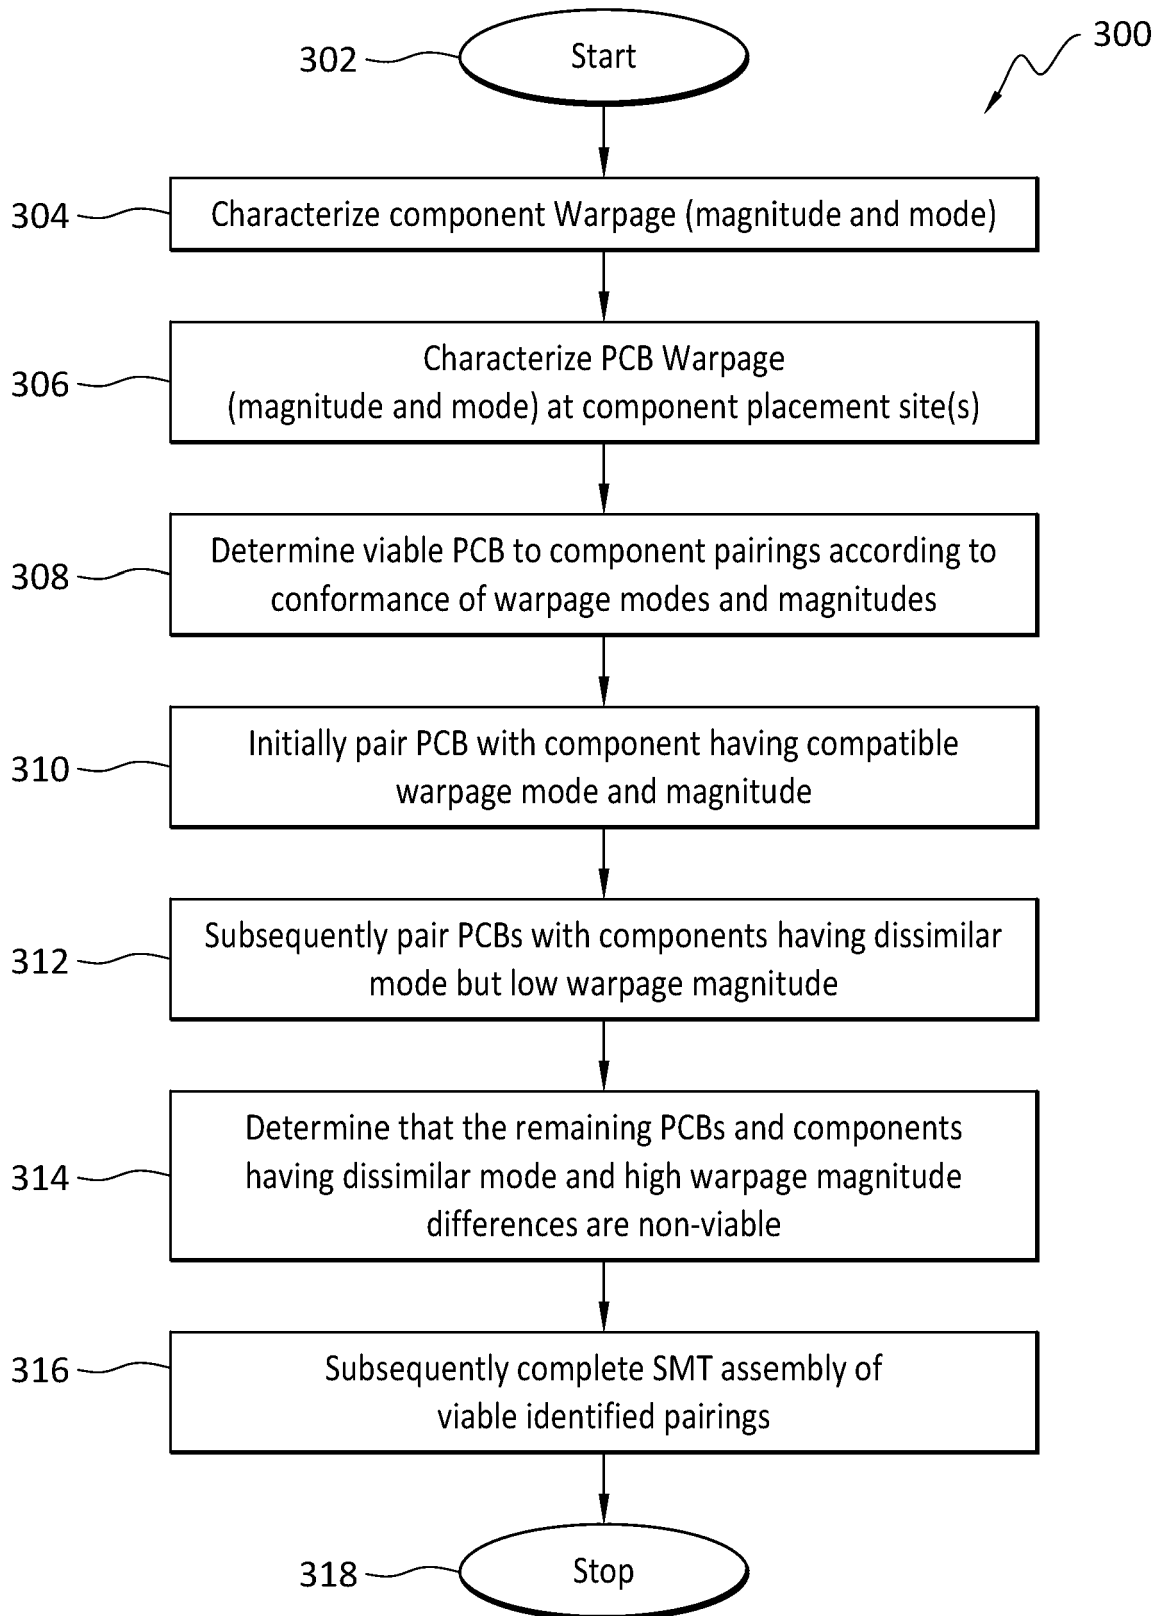 300
302
Start
304
Characterize component Warpage (magnitude and mode)
306
Characterize PCB Warpage
(magnitude and mode) at component placement site(s)
308
Determine viable PCB to component pairings according to
conformance of warpage modes and magnitudes
310
Initially pair PCB with component having compatible
warpage mode and magnitude
312
Subsequently pair PCBs with components having dissimilar
mode but low warpage magnitude
314
Determine that the remaining PCBs and components
having dissimilar mode and high warpage magnitude
differences are non-viable
316
Subsequently complete SMT assembly of
viable identified pairings
318
Stop